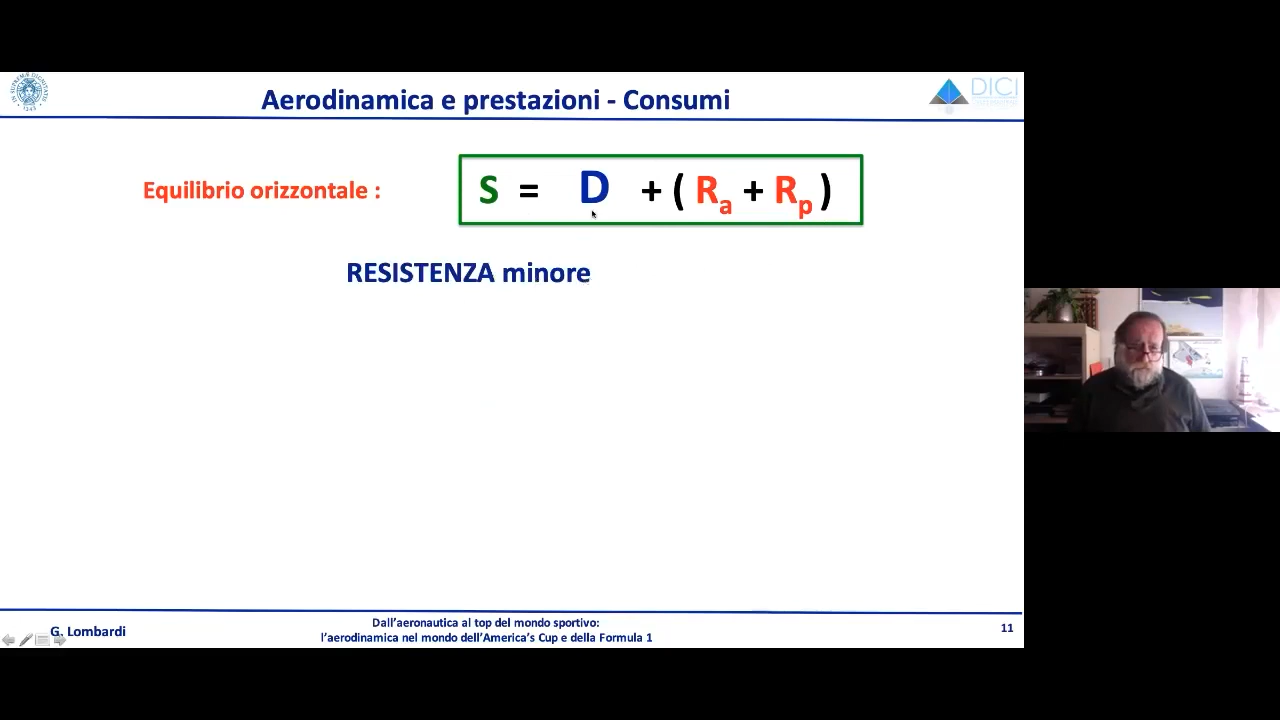 Aerodinamica e prestazioni - Consumi
DICI
Equilibrio orizzontale :
S = D + ( Ra + Rp )
RESISTENZA minore
G. Lombardi
Dall'aeronautica al top del mondo sportivo:
l'aerodinamica nel mondo dell'America's Cup e della Formula 1
11